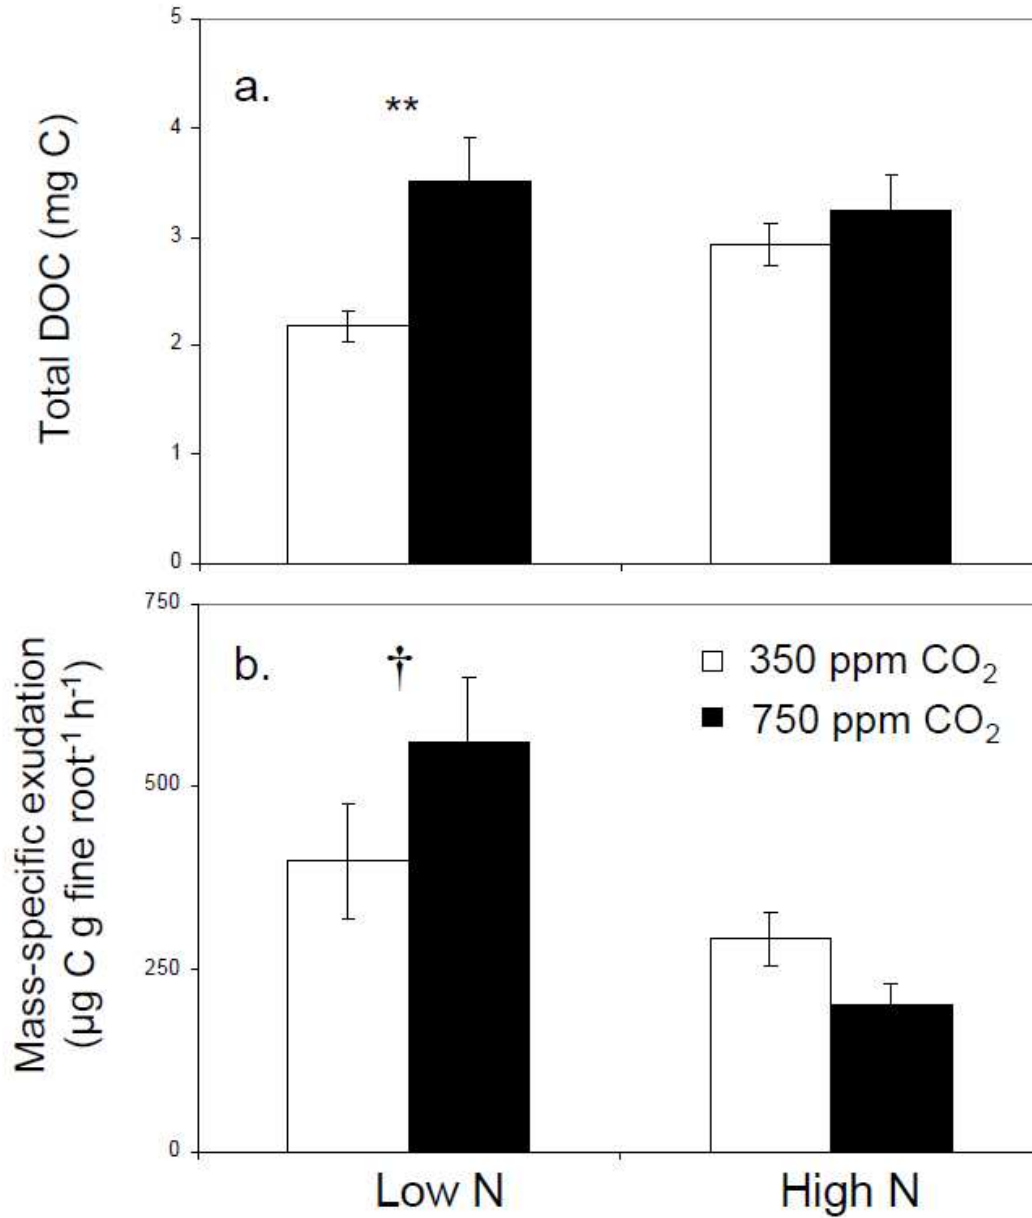 5
a.
**
4
3
2
1
0
Total DOC (mg C)
750
b.
†
□ 350 ppm CO₂
■ 750 ppm CO₂
500
250
0
Mass-specific exudation
(µg C g fine root⁻¹ h⁻¹)
Low N
High N